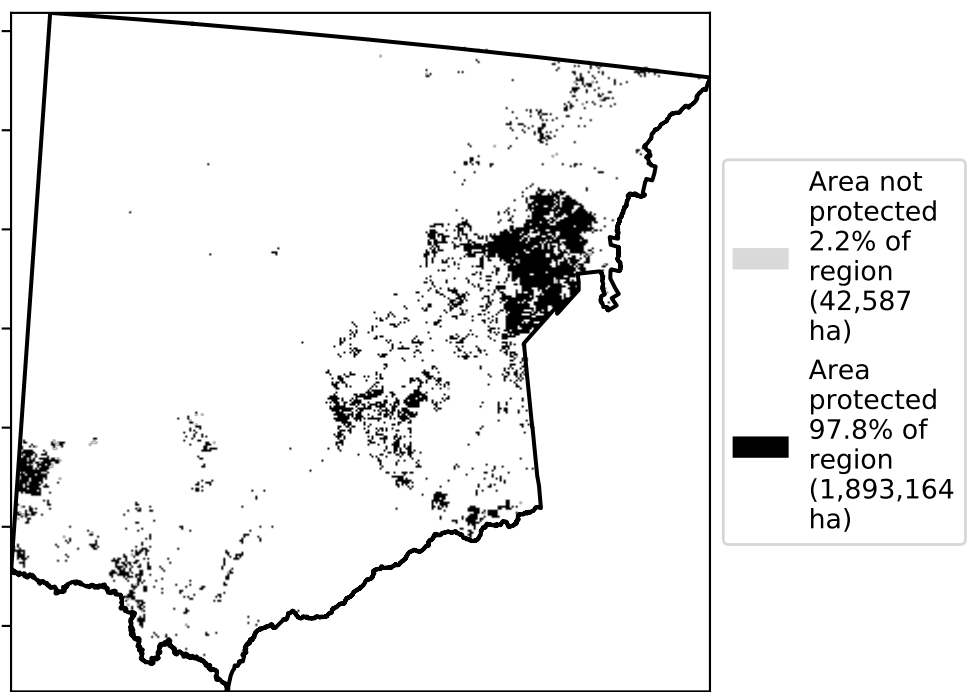 Area not
protected
2.2% of
region
(42,587
ha)
Area
protected
97.8% of
region
(1,893,164
ha)